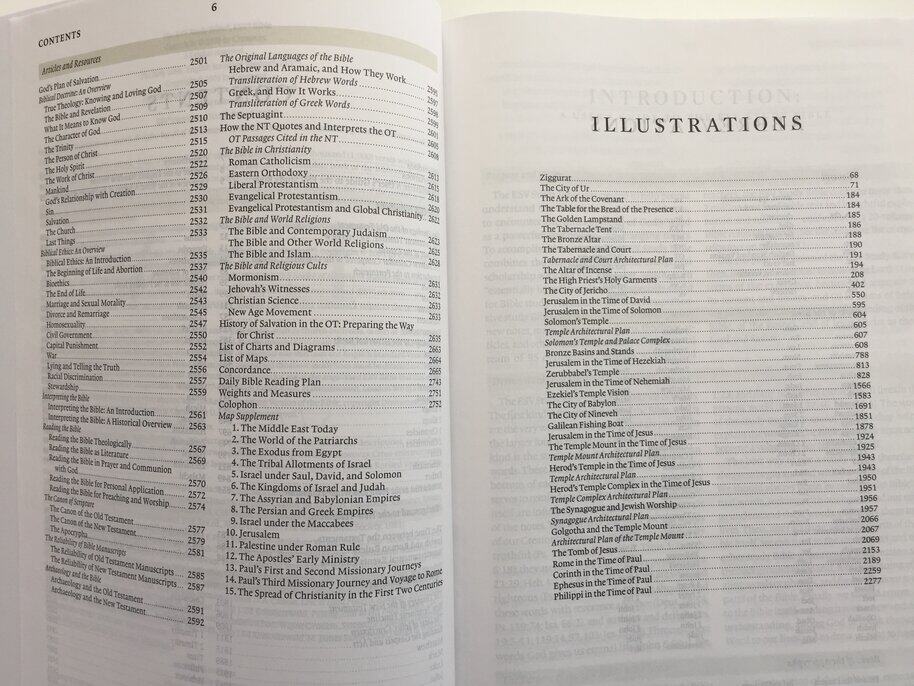 6
CONTENTS
Articles and Resources
God's Plan of Salvation 2501
Biblical Doctrine: An Overview
True Theology: Knowing and Loving God 2505
The Bible and Revelation 2507
What It Means to Know God 2509
The Character of God 2510
The Trinity 2513
The Person of Christ 2515
The Holy Spirit 2520
The Work of Christ 2522
Mankind 2526
God's Relationship with Creation 2529
Sin 2530
Salvation 2531
The Church 2532
Last Things 2533
Biblical Ethics: An Overview
Biblical Ethics: An Introduction 2535
The Beginning of Life and Abortion 2537
Bioethics 2540
The End of Life 2542
Marriage and Sexual Morality 2543
Divorce and Remarriage 2545
Homosexuality 2547
Civil Government 2550
Capital Punishment 2552
War 2554
Lying and Telling the Truth 2555
Racial Discrimination 2557
Stewardship 2559
Interpreting the Bible
Interpreting the Bible: An Introduction 2561
Interpreting the Bible: A Historical Overview 2563
Reading the Bible
Reading the Bible Theologically 2567
Reading the Bible as Literature 2569
Reading the Bible in Prayer and Communion
with God 2570
Reading the Bible for Personal Application 2572
Reading the Bible for Preaching and Worship 2574
The Canon of Scripture
The Canon of the Old Testament 2577
The Canon of the New Testament 2579
The Apocrypha 2581
The Reliability of Bible Manuscripts
The Reliability of Old Testament Manuscripts 2585
The Reliability of New Testament Manuscripts 2587
Archaeology and the Bible
Archaeology and the Old Testament 2591
Archaeology and the New Testament 2592
The Original Languages of the Bible
Hebrew and Aramaic, and How They Work 2595
Transliteration of Hebrew Words 2597
Greek, and How It Works 2598
Transliteration of Greek Words 2599
The Septuagint 2601
How the NT Quotes and Interprets the OT 2605
OT Passages Cited in the NT 2608
The Bible in Christianity
Roman Catholicism 2613
Eastern Orthodoxy 2615
Liberal Protestantism 2618
Evangelical Protestantism 2620
Evangelical Protestantism and Global Christianity 2622
The Bible and World Religions
The Bible and Contemporary Judaism 2623
The Bible and Other World Religions 2625
The Bible and Islam 2628
The Bible and Religious Cults
Mormonism 2631
Jehovah's Witnesses 2632
Christian Science 2633
New Age Movement 2633
History of Salvation in the OT: Preparing the Way
for Christ 2635
List of Charts and Diagrams 2663
List of Maps 2664
Concordance 2665
Daily Bible Reading Plan 2743
Weights and Measures 2751
Colophon 2752
Map Supplement
1. The Middle East Today
2. The World of the Patriarchs
3. The Exodus from Egypt
4. The Tribal Allotments of Israel
5. Israel under Saul, David, and Solomon
6. The Kingdoms of Israel and Judah
7. The Assyrian and Babylonian Empires
8. The Persian and Greek Empires
9. Israel under the Maccabees
10. Jerusalem
11. Palestine under Roman Rule
12. The Apostles' Early Ministry
13. Paul's First and Second Missionary Journeys
14. Paul's Third Missionary Journey and Voyage to Rome
15. The Spread of Christianity in the First Two Centuries
ILLUSTRATIONS
Ziggurat 68
The City of Ur 71
The Ark of the Covenant 184
The Table for the Bread of the Presence 184
The Golden Lampstand 185
The Tabernacle Tent 186
The Bronze Altar 188
The Tabernacle and Court 190
Tabernacle and Court Architectural Plan 191
The Altar of Incense 194
The High Priest's Holy Garments 208
The City of Jericho 402
Jerusalem in the Time of David 550
Jerusalem in the Time of Solomon 595
Solomon's Temple 604
Temple Architectural Plan 605
Solomon's Temple and Palace Complex 607
Bronze Basins and Stands 608
Jerusalem in the Time of Hezekiah 788
Zerubbabel's Temple 813
Jerusalem in the Time of Nehemiah 828
Ezekiel's Temple Vision 1566
The City of Babylon 1583
The City of Nineveh 1691
Galilean Fishing Boat 1851
Jerusalem in the Time of Jesus 1878
The Temple Mount in the Time of Jesus 1924
Temple Mount Architectural Plan 1925
Herod's Temple in the Time of Jesus 1943
Temple Architectural Plan 1943
Herod's Temple Complex in the Time of Jesus 1950
Temple Complex Architectural Plan 1951
The Synagogue and Jewish Worship 1956
Synagogue Architectural Plan 1957
Golgotha and the Temple Mount 2066
Architectural Plan of the Temple Mount 2067
The Tomb of Jesus 2069
Rome in the Time of Paul 2153
Corinth in the Time of Paul 2189
Ephesus in the Time of Paul 2259
Philippi in the Time of Paul 2277